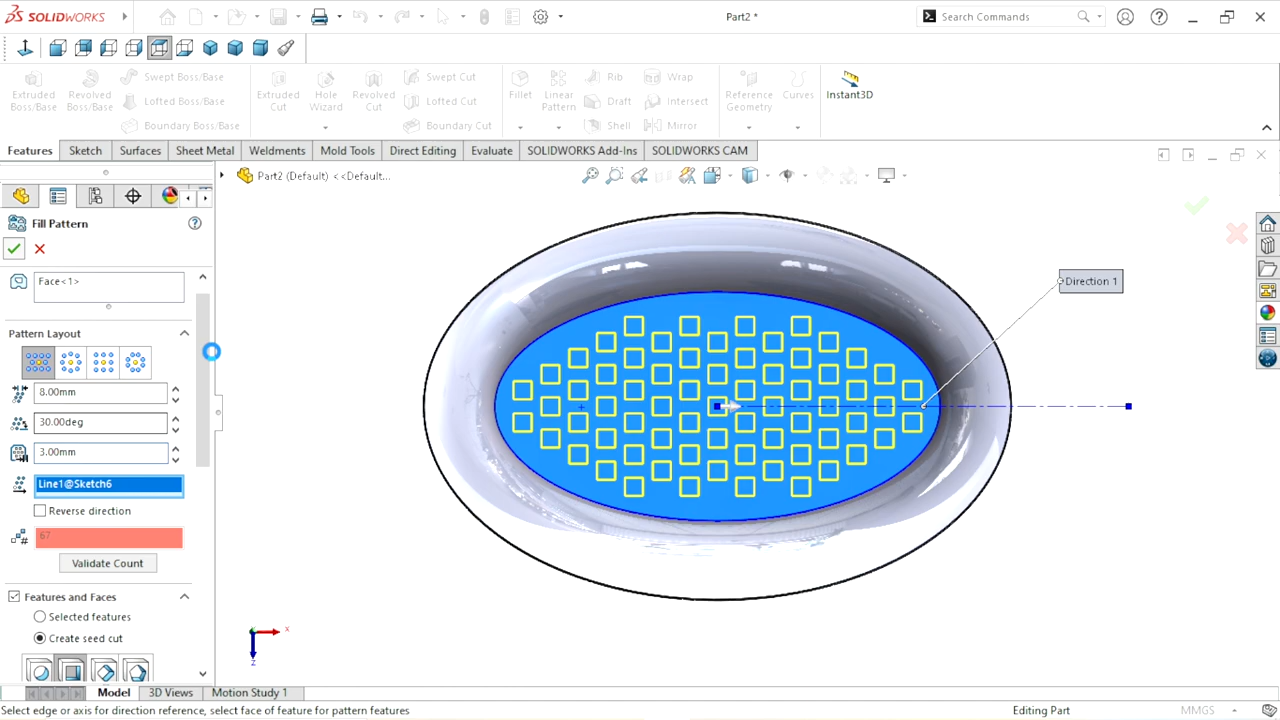 SOLIDWORKS
Part2 *
Search Commands
Extruded Boss/Base
Revolved Boss/Base
Swept Boss/Base
Lofted Boss/Base
Boundary Boss/Base
Extruded Cut
Hole Wizard
Revolved Cut
Swept Cut
Lofted Cut
Boundary Cut
Fillet
Linear Pattern
Rib
Draft
Shell
Wrap
Intersect
Mirror
Reference Geometry
Curves
Instant3D
Features
Sketch
Surfaces
Sheet Metal
Weldments
Mold Tools
Direct Editing
Evaluate
SOLIDWORKS Add-Ins
SOLIDWORKS CAM
Part2 (Default) <<Default...
Fill Pattern
Face<1>
Pattern Layout
8.00mm
30.00deg
3.00mm
Line1@Sketch6
Reverse direction
67
Validate Count
Features and Faces
Selected features
Create seed cut
Direction 1
x
z
Model
3D Views
Motion Study 1
Select edge or axis for direction reference, select face of feature for pattern features
Editing Part
MMGS